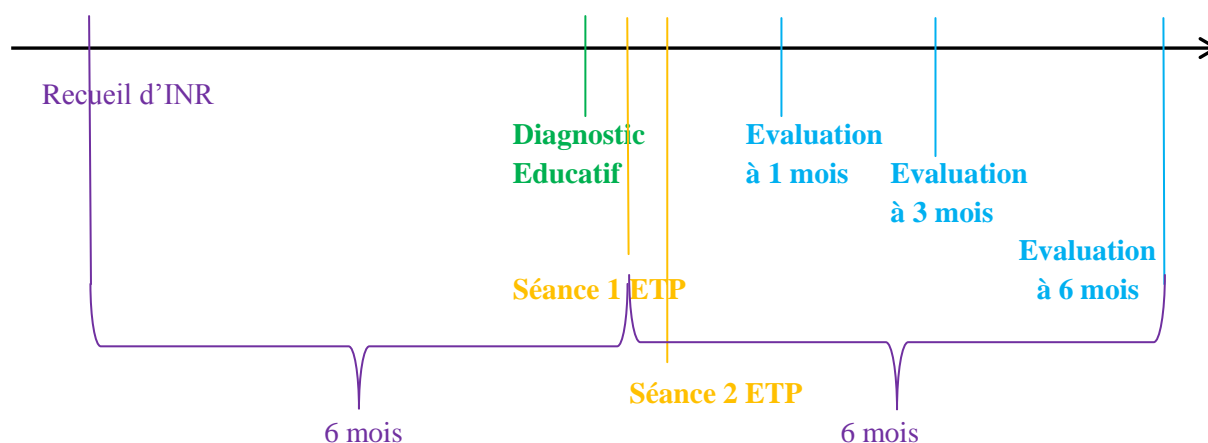 Recueil d’INR
Diagnostic
Educatif
Evaluation
à 1 mois
Evaluation
à 3 mois
Evaluation
à 6 mois
Séance 1 ETP
Séance 2 ETP
6 mois
6 mois